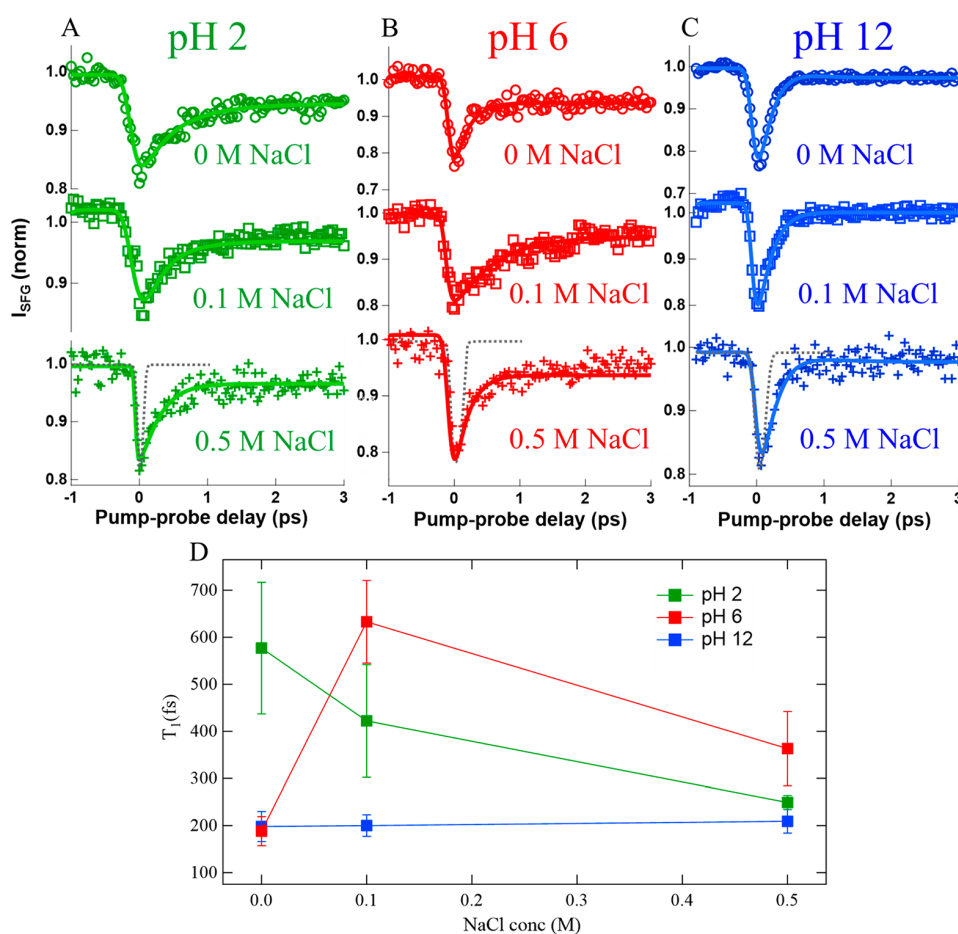 A
pH 2
B
pH 6
C
pH 12
I_SFG (norm)
1.0
0.9
0.8
0 M NaCl
1.0
0.9
0.1 M NaCl
1.0
0.9
0.8
0.5 M NaCl
-1
0
1
2
3
Pump-probe delay (ps)
1.0
0.9
0.8
0.7
0 M NaCl
1.0
0.9
0.8
0.1 M NaCl
1.0
0.9
0.8
0.5 M NaCl
-1
0
1
2
3
Pump-probe delay (ps)
1.0
0.9
0.8
0.7
0 M NaCl
1.0
0.9
0.8
0.1 M NaCl
1.0
0.9
0.8
0.5 M NaCl
-1
0
1
2
3
Pump-probe delay (ps)
D
T1(fs)
700
600
500
400
300
200
100
pH 2
pH 6
pH 12
0.0
0.1
0.2
0.3
0.4
0.5
NaCl conc (M)